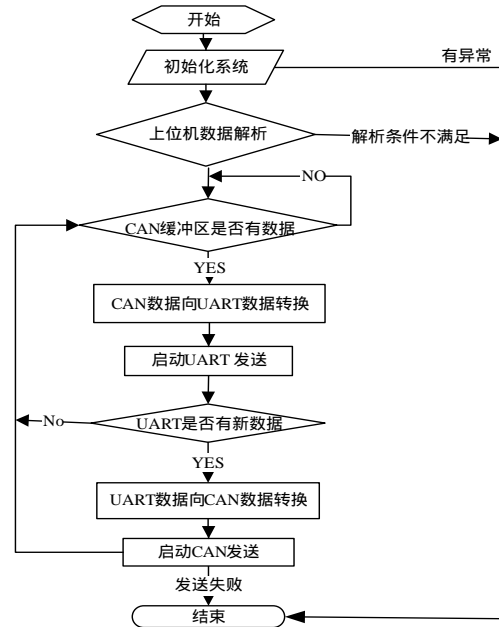 开始
有异常
初始化系统
上位机数据解析
解析条件不满足
NO
CAN缓冲区是否有数据
YES
CAN数据向UART数据转换
启动UART 发送
No
UART是否有新数据
YES
UART数据向CAN数据转换
启动CAN发送
发送失败
结束